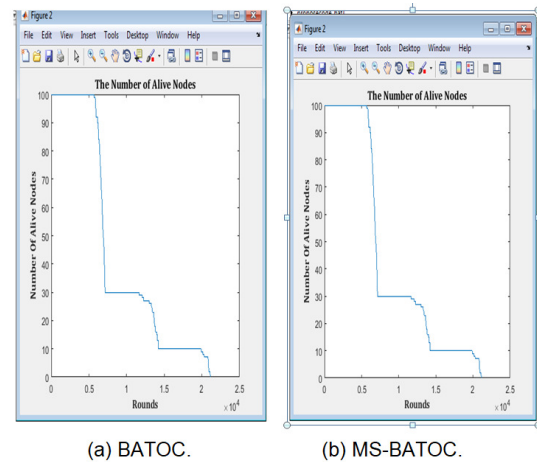 Figure 2
File Edit View Insert Tools Desktop Window Help
The Number of Alive Nodes
Number Of Alive Nodes
100
90
80
70
60
50
40
30
20
10
0
0 0.5 1 1.5 2 2.5
×10^4
Rounds
(a) BATOC.
Figure 2
File Edit View Insert Tools Desktop Window Help
The Number of Alive Nodes
Number Of Alive Nodes
100
90
80
70
60
50
40
30
20
10
0
0 0.5 1 1.5 2 2.5
×10^4
Rounds
(b) MS-BATOC.